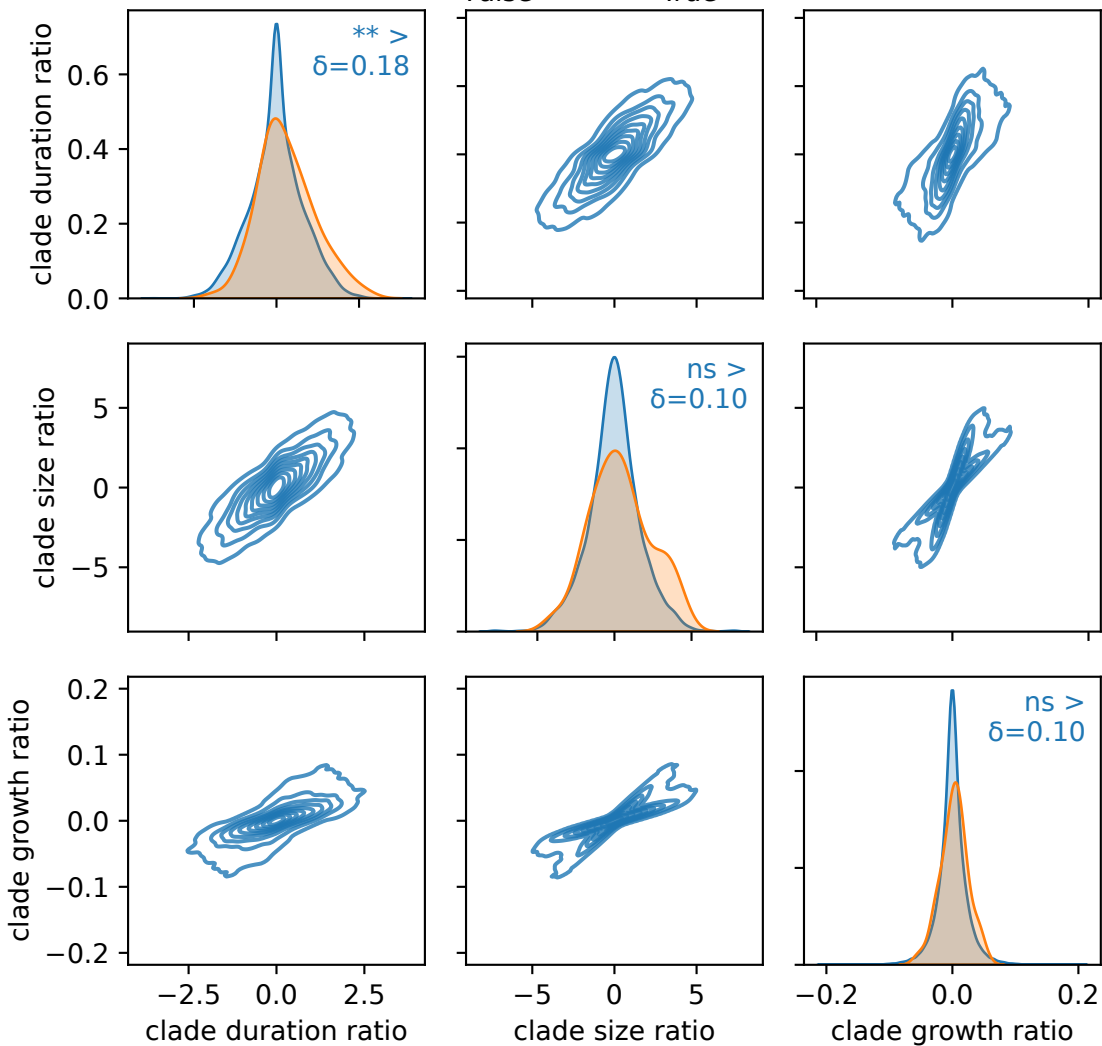 clade duration ratio
0.6
0.4
0.2
0.0
** >
δ=0.18
clade size ratio
5
0
−5
ns >
δ=0.10
clade growth ratio
0.2
0.1
0.0
−0.1
−0.2
ns >
δ=0.10
−2.5 0.0 2.5
clade duration ratio
−5 0 5
clade size ratio
−0.2 0.0 0.2
clade growth ratio